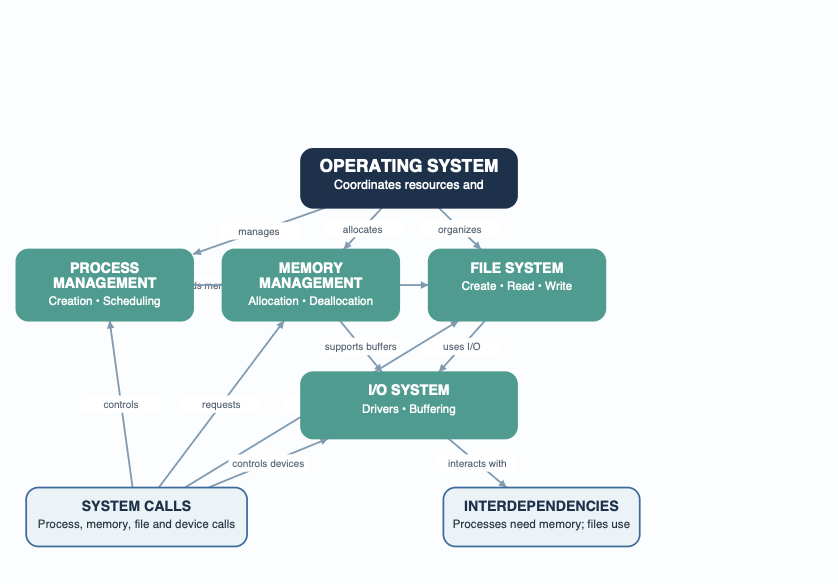 OPERATING SYSTEM
Coordinates resources and
manages
allocates
organizes
PROCESS
MANAGEMENT
Creation • Scheduling
MEMORY
MANAGEMENT
Allocation • Deallocation
FILE SYSTEM
Create • Read • Write
supports buffers
uses I/O
I/O SYSTEM
Drivers • Buffering
controls
requests
controls devices
interacts with
SYSTEM CALLS
Process, memory, file and device calls
INTERDEPENDENCIES
Processes need memory; files use